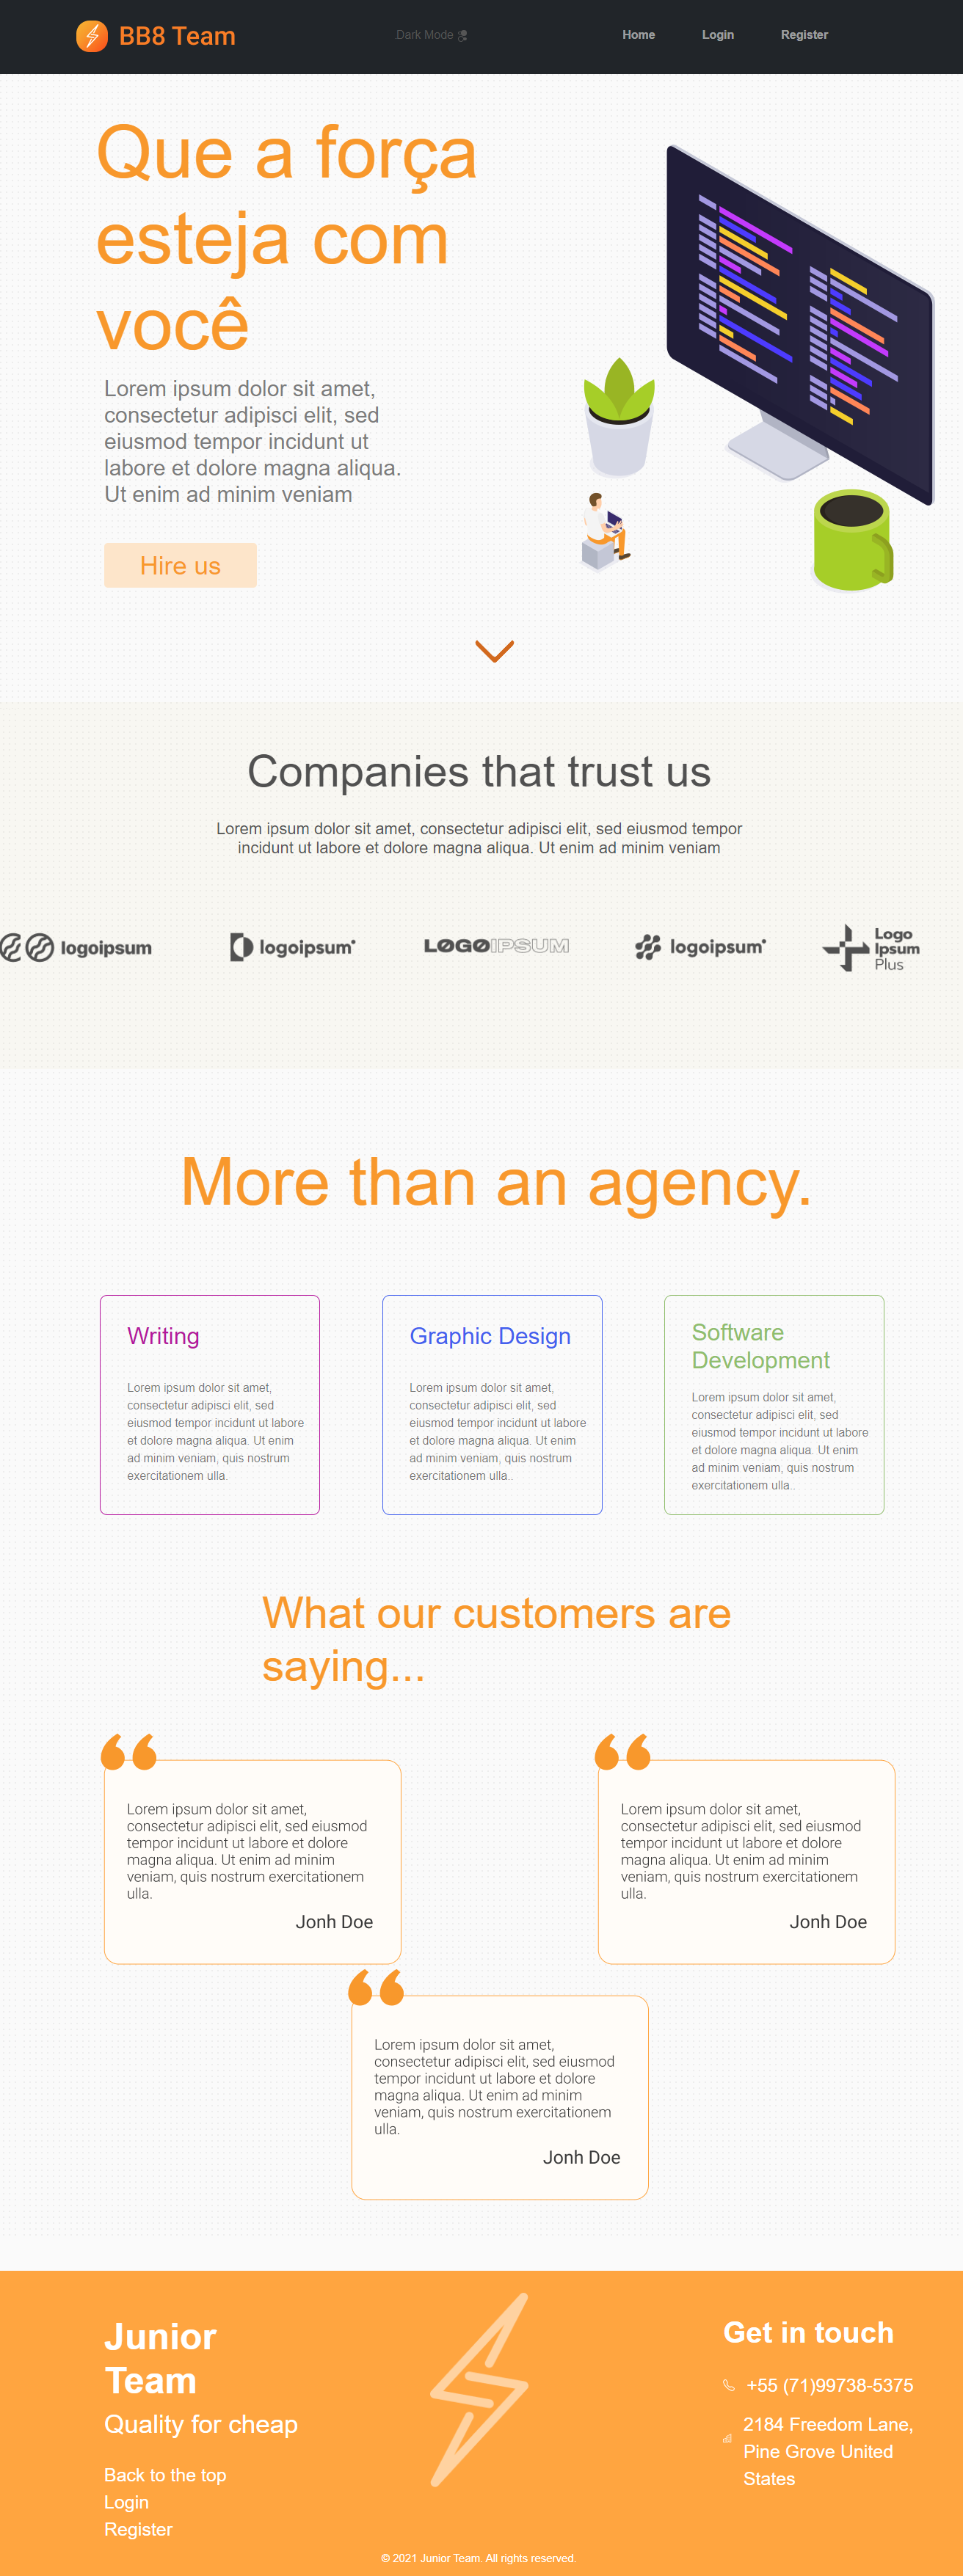 BB8 Team
Dark Mode
Home
Login
Register
Que a força
esteja com
você
Lorem ipsum dolor sit amet,
consectetur adipisci elit, sed
eiusmod tempor incidunt ut
labore et dolore magna aliqua.
Ut enim ad minim veniam
Hire us
Companies that trust us
Lorem ipsum dolor sit amet, consectetur adipisci elit, sed eiusmod tempor
incidunt ut labore et dolore magna aliqua. Ut enim ad minim veniam
logoipsum
logoipsum
LOGOIPSUM
logoipsum
Logo
Ipsum
Plus
More than an agency.
Writing
Lorem ipsum dolor sit amet,
consectetur adipisci elit, sed
eiusmod tempor incidunt ut labore
et dolore magna aliqua. Ut enim
ad minim veniam, quis nostrum
exercitationem ulla.
Graphic Design
Lorem ipsum dolor sit amet,
consectetur adipisci elit, sed
eiusmod tempor incidunt ut labore
et dolore magna aliqua. Ut enim
ad minim veniam, quis nostrum
exercitationem ulla..
Software
Development
Lorem ipsum dolor sit amet,
consectetur adipisci elit, sed
eiusmod tempor incidunt ut labore
et dolore magna aliqua. Ut enim
ad minim veniam, quis nostrum
exercitationem ulla..
What our customers are
saying...
Lorem ipsum dolor sit amet,
consectetur adipisci elit, sed eiusmod
tempor incidunt ut labore et dolore
magna aliqua. Ut enim ad minim
veniam, quis nostrum exercitationem
ulla.
Jonh Doe
Lorem ipsum dolor sit amet,
consectetur adipisci elit, sed eiusmod
tempor incidunt ut labore et dolore
magna aliqua. Ut enim ad minim
veniam, quis nostrum exercitationem
ulla.
Jonh Doe
Lorem ipsum dolor sit amet,
consectetur adipisci elit, sed eiusmod
tempor incidunt ut labore et dolore
magna aliqua. Ut enim ad minim
veniam, quis nostrum exercitationem
ulla.
Jonh Doe
Junior
Team
Quality for cheap
Back to the top
Login
Register
Get in touch
+55 (71)99738-5375
2184 Freedom Lane,
Pine Grove United
States
© 2021 Junior Team. All rights reserved.